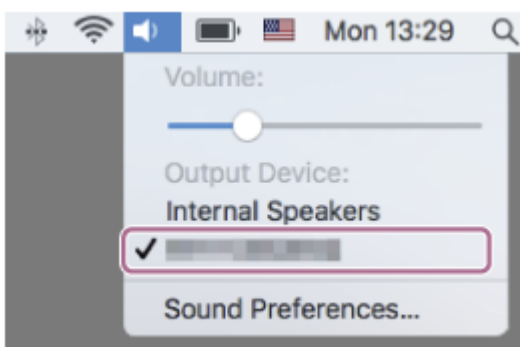 Mon 13:29
Volume:
Output Device:
Internal Speakers
Sound Preferences...